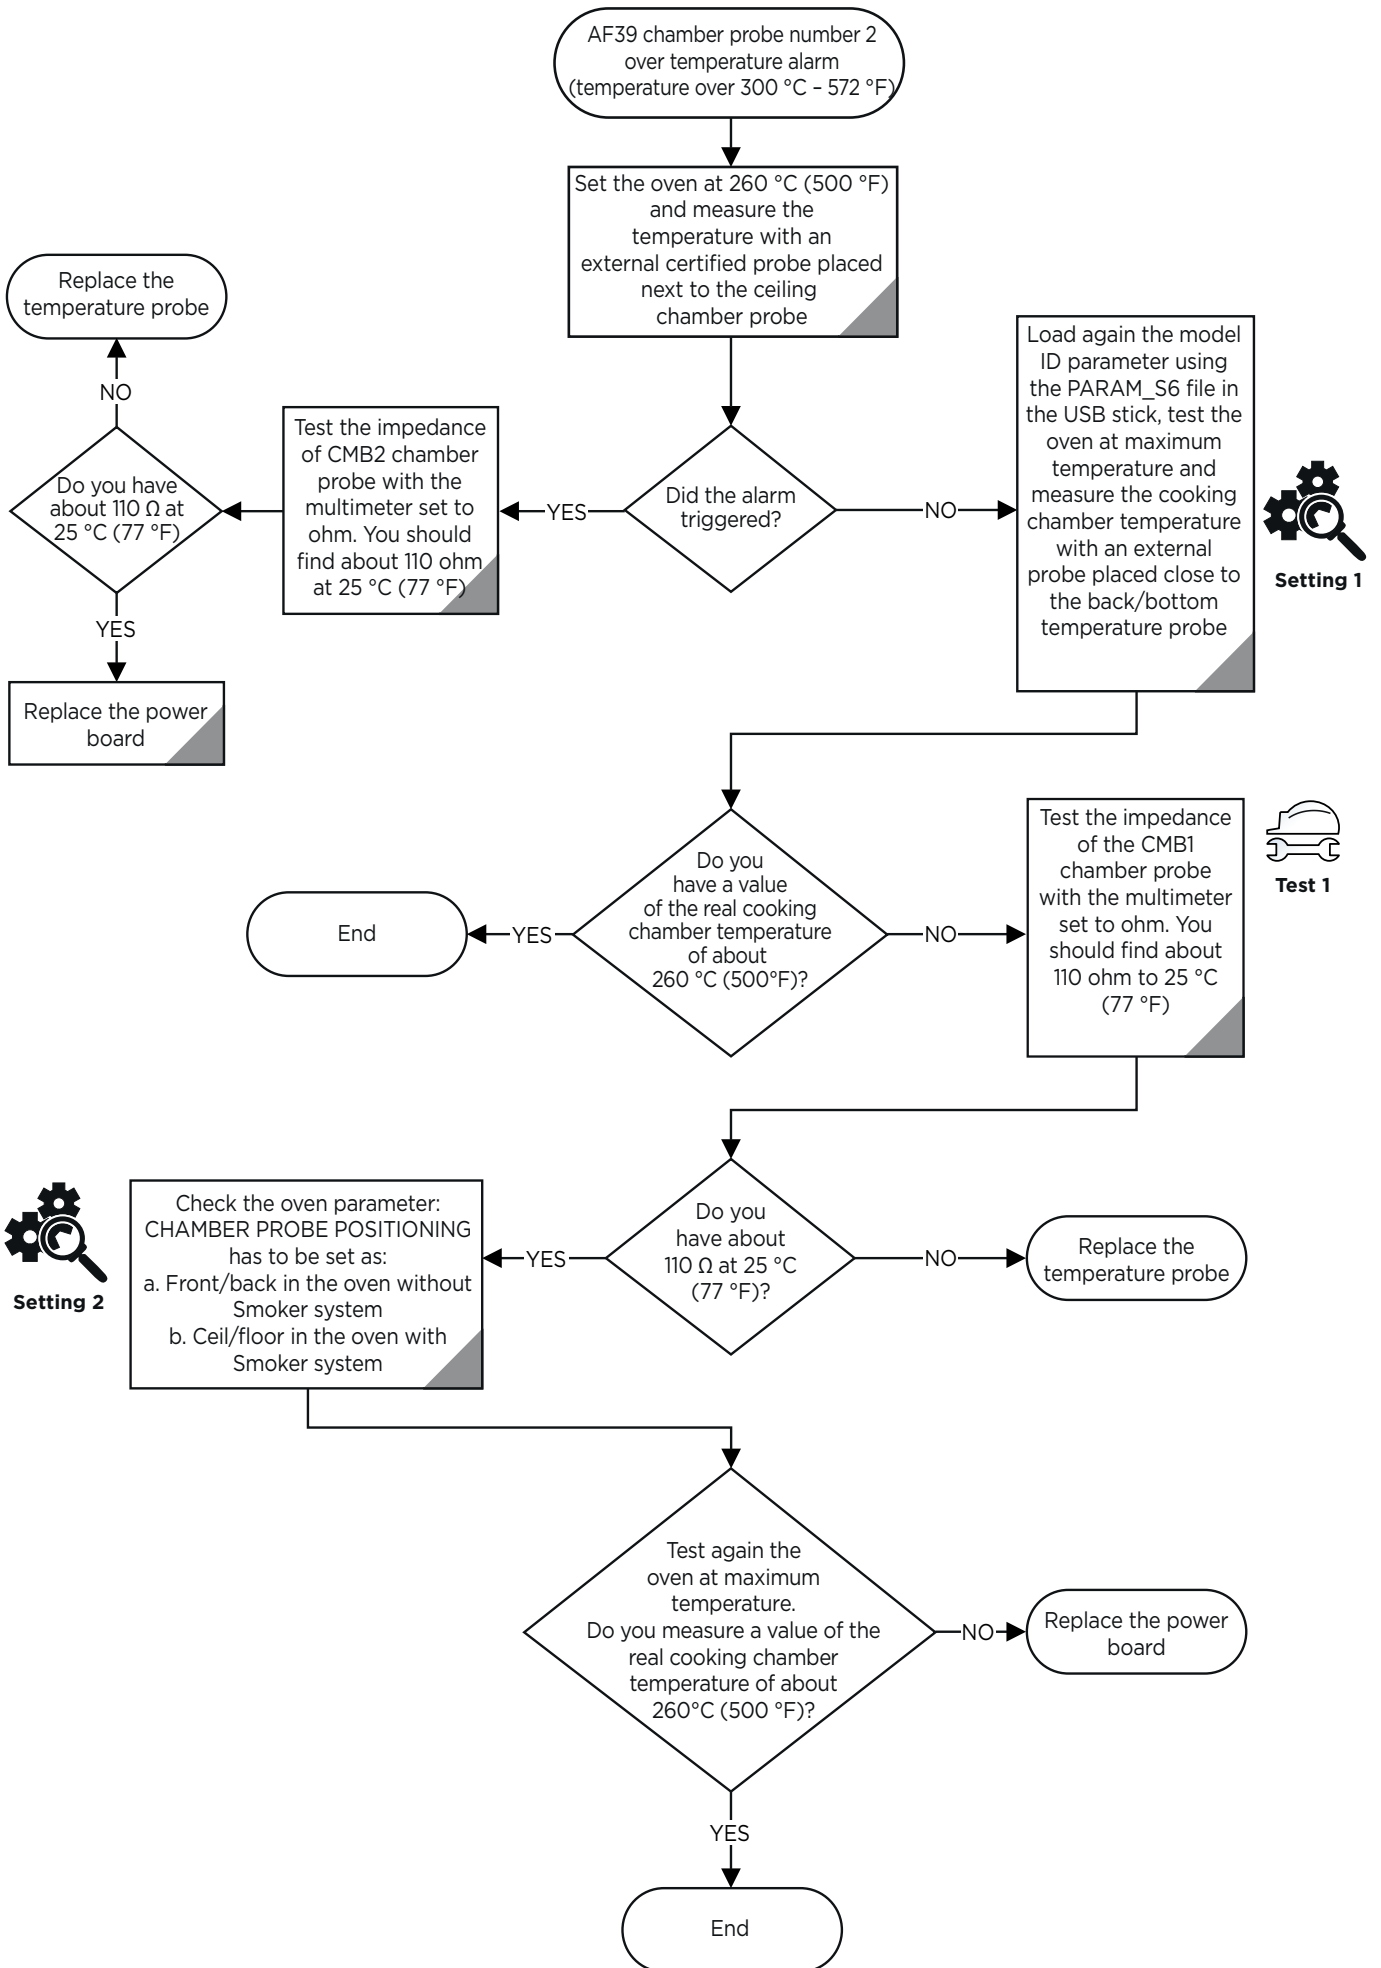 AF39 chamber probe number 2
over temperature alarm
(temperature over 300 °C – 572 °F)
Set the oven at 260 °C (500 °F)
and measure the
temperature with an
external certified probe placed
next to the ceiling
chamber probe
Did the alarm
triggered?
YES
Test the impedance
of CMB2 chamber
probe with the
multimeter set to
ohm. You should
find about 110 ohm
at 25 °C (77 °F)
Do you have
about 110 Ω at
25 °C (77 °F)
NO
Replace the
temperature probe
YES
Replace the power
board
NO
Load again the model
ID parameter using
the PARAM_S6 file in
the USB stick, test the
oven at maximum
temperature and
measure the cooking
chamber temperature
with an external
probe placed close to
the back/bottom
temperature probe
Setting 1
Do you
have a value
of the real cooking
chamber temperature
of about
260 °C (500°F)?
YES
End
NO
Test the impedance
of the CMB1
chamber probe
with the multimeter
set to ohm. You
should find about
110 ohm to 25 °C
(77 °F)
Test 1
Do you
have about
110 Ω at 25 °C
(77 °F)?
NO
Replace the
temperature probe
YES
Check the oven parameter:
CHAMBER PROBE POSITIONING
has to be set as:
a. Front/back in the oven without
Smoker system
b. Ceil/floor in the oven with
Smoker system
Setting 2
Test again the
oven at maximum
temperature.
Do you measure a value of the
real cooking chamber
temperature of about
260°C (500 °F)?
NO
Replace the power
board
YES
End